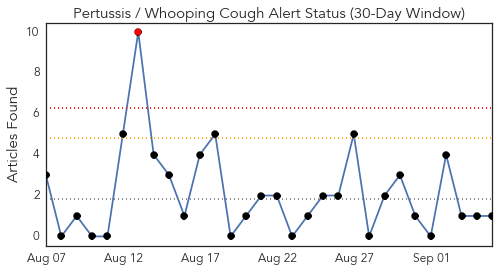 Pertussis / Whooping Cough Alert Status (30-Day Window)
Articles Found
10
8
6
4
2
0
Aug 07 Aug 12 Aug 17 Aug 22 Aug 27 Sep 01